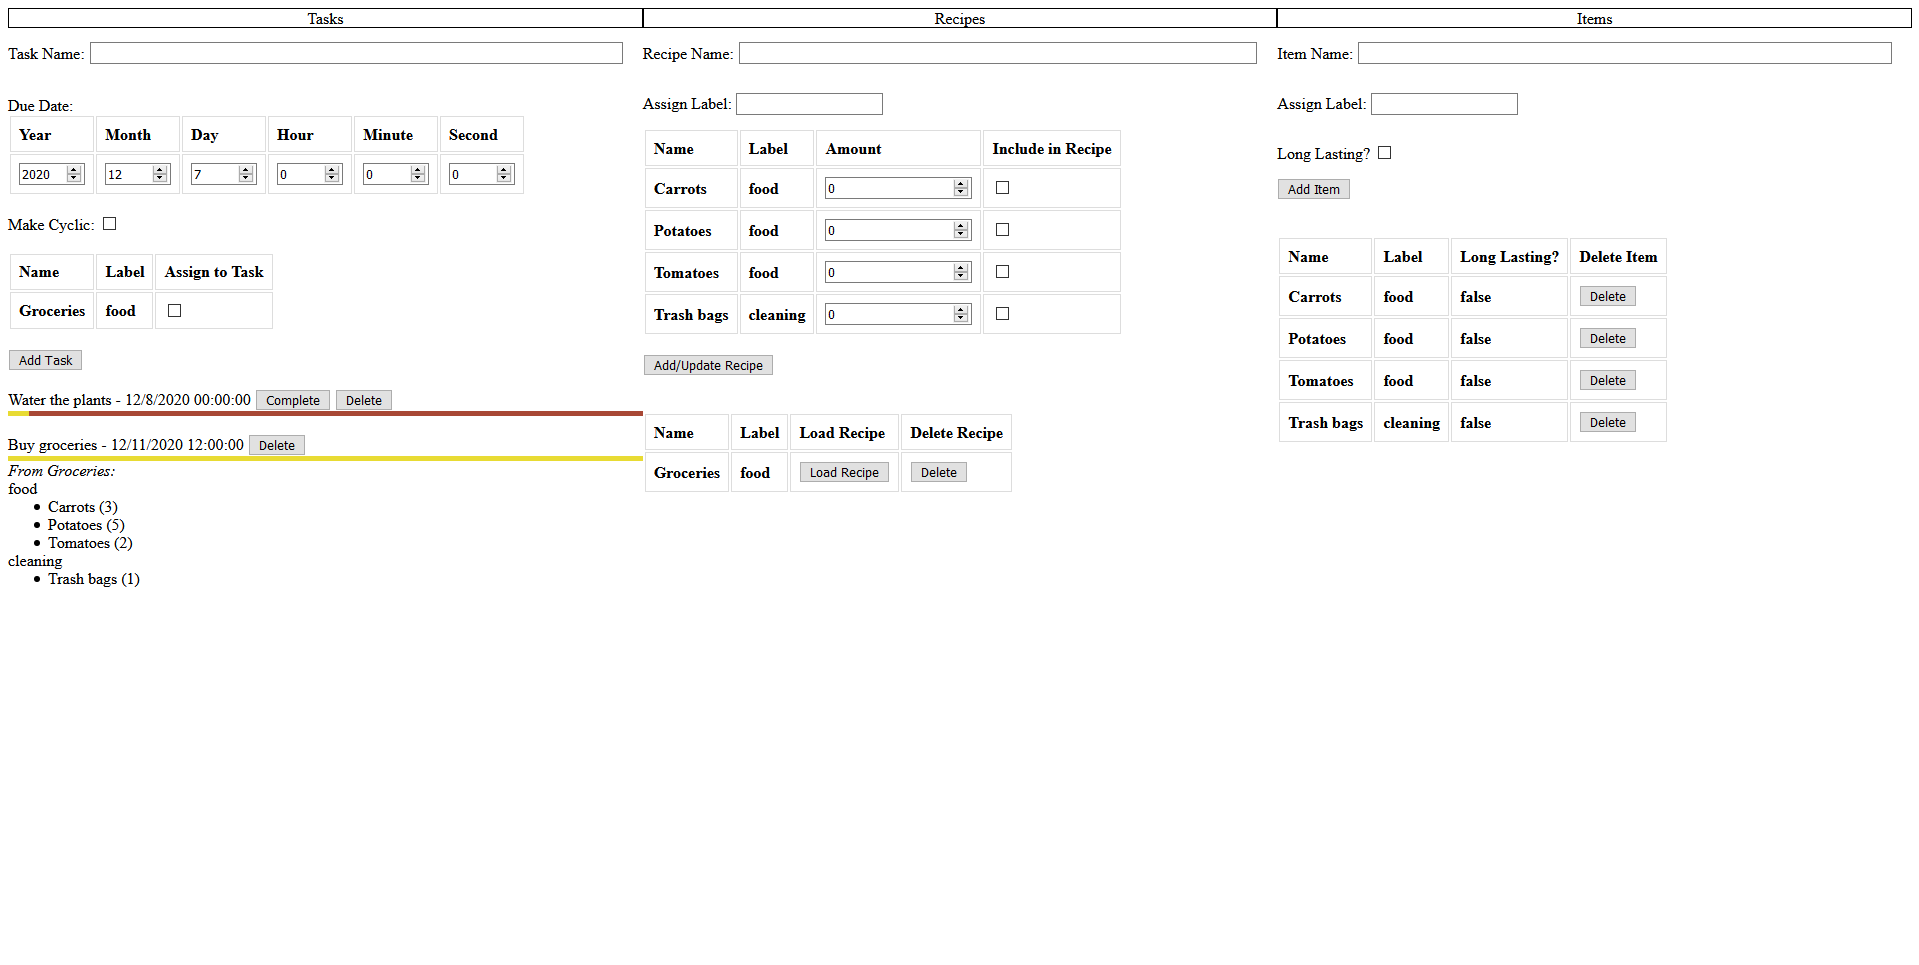 Tasks
Task Name:
Due Date:
Year Month Day Hour Minute Second
2020 12 7 0 0 0
Make Cyclic:
Name Label Assign to Task
Groceries food
Add Task
Water the plants - 12/8/2020 00:00:00 Complete Delete
Buy groceries - 12/11/2020 12:00:00 Delete
From Groceries:
food
Carrots (3)
Potatoes (5)
Tomatoes (2)
cleaning
Trash bags (1)
Recipes
Recipe Name:
Assign Label:
Name Label Amount Include in Recipe
Carrots food 0
Potatoes food 0
Tomatoes food 0
Trash bags cleaning 0
Add/Update Recipe
Name Label Load Recipe Delete Recipe
Groceries food Load Recipe Delete
Items
Item Name:
Assign Label:
Long Lasting?
Add Item
Name Label Long Lasting? Delete Item
Carrots food false Delete
Potatoes food false Delete
Tomatoes food false Delete
Trash bags cleaning false Delete